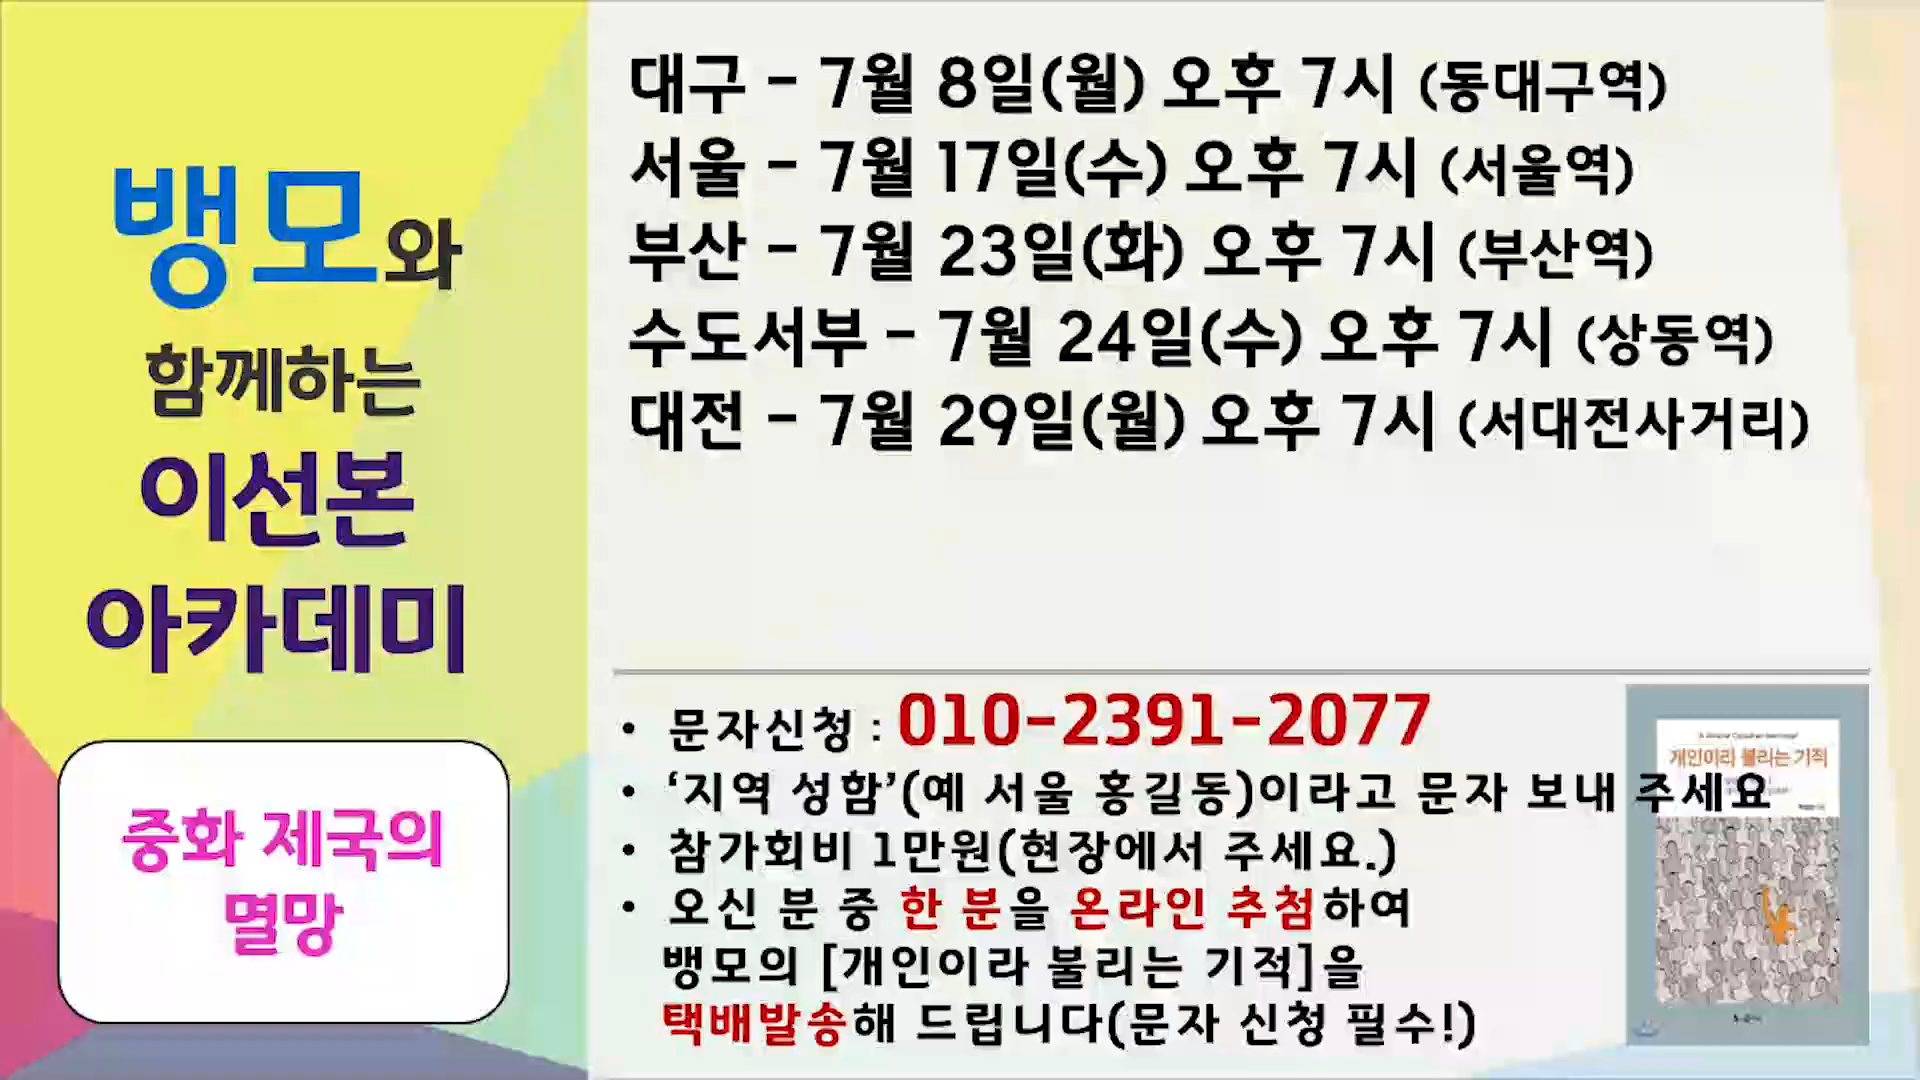 뱅모와
함께하는
이선본
아카데미
중화 제국의
멸망
대구 - 7월 8일(월) 오후 7시 (동대구역)
서울 - 7월 17일(수) 오후 7시 (서울역)
부산 - 7월 23일(화) 오후 7시 (부산역)
수도서부 - 7월 24일(수) 오후 7시 (상동역)
대전 - 7월 29일(월) 오후 7시 (서대전사거리)
• 문자신청 : 010-2391-2077
• ‘지역 성함’(예 서울 홍길동)이라고 문자 보내 주세요
• 참가회비 1만원(현장에서 주세요.)
• 오신 분 중 한 분을 온라인 추첨하여
뱅모의 [개인이라 불리는 기적]을
택배발송해 드립니다(문자 신청 필수!)
개인이라 불리는 기적